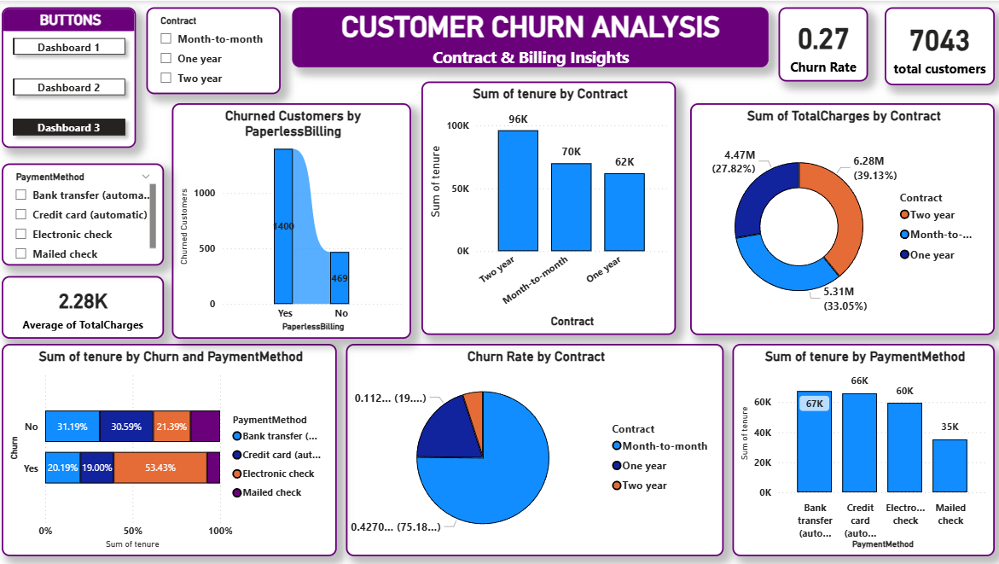 BUTTONS
Dashboard 1
Dashboard 2
Dashboard 3
Contract
Month-to-month
One year
Two year
CUSTOMER CHURN ANALYSIS
Contract & Billing Insights
0.27
Churn Rate
7043
total customers
PaymentMethod
Bank transfer (automa...
Credit card (automatic)
Electronic check
Mailed check
2.28K
Average of TotalCharges
Churned Customers by
PaperlessBilling
Churned Customers
1000
500
0
1400
469
Yes
No
PaperlessBilling
Sum of tenure by Contract
Sum of tenure
100K
50K
0K
96K
70K
62K
Two year
Month-to-month
One year
Contract
Sum of TotalCharges by Contract
4.47M
(27.82%)
6.28M
(39.13%)
5.31M
(33.05%)
Contract
Two year
Month-to-...
One year
Sum of tenure by Churn and PaymentMethod
Churn
No
31.19%
30.59%
21.39%
Yes
20.19%
19.00%
53.43%
0%
50%
100%
Sum of tenure
PaymentMethod
Bank transfer (...
Credit card (aut...
Electronic check
Mailed check
Churn Rate by Contract
0.112... (19....)
0.4270... (75.18...)
Contract
Month-to-month
One year
Two year
Sum of tenure by PaymentMethod
Sum of tenure
60K
40K
20K
0K
67K
66K
60K
35K
Bank
transfer
(auto...
Credit
card
(auto...
Electro...
check
Mailed
check
PaymentMethod